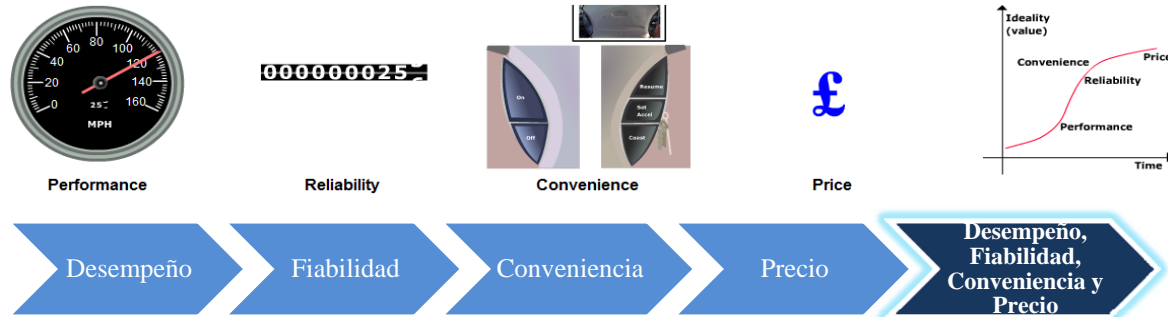 0
20
40
60
80
100
120
140
160
25
MPH
Performance
000000025
Reliability
On
Off
Resume
Set
Accel
Coast
Convenience
£
Price
Ideality
(value)
Convenience
Price
Reliability
Performance
Time
Desempeño
Fiabilidad
Conveniencia
Precio
Desempeño,
Fiabilidad,
Conveniencia y
Precio